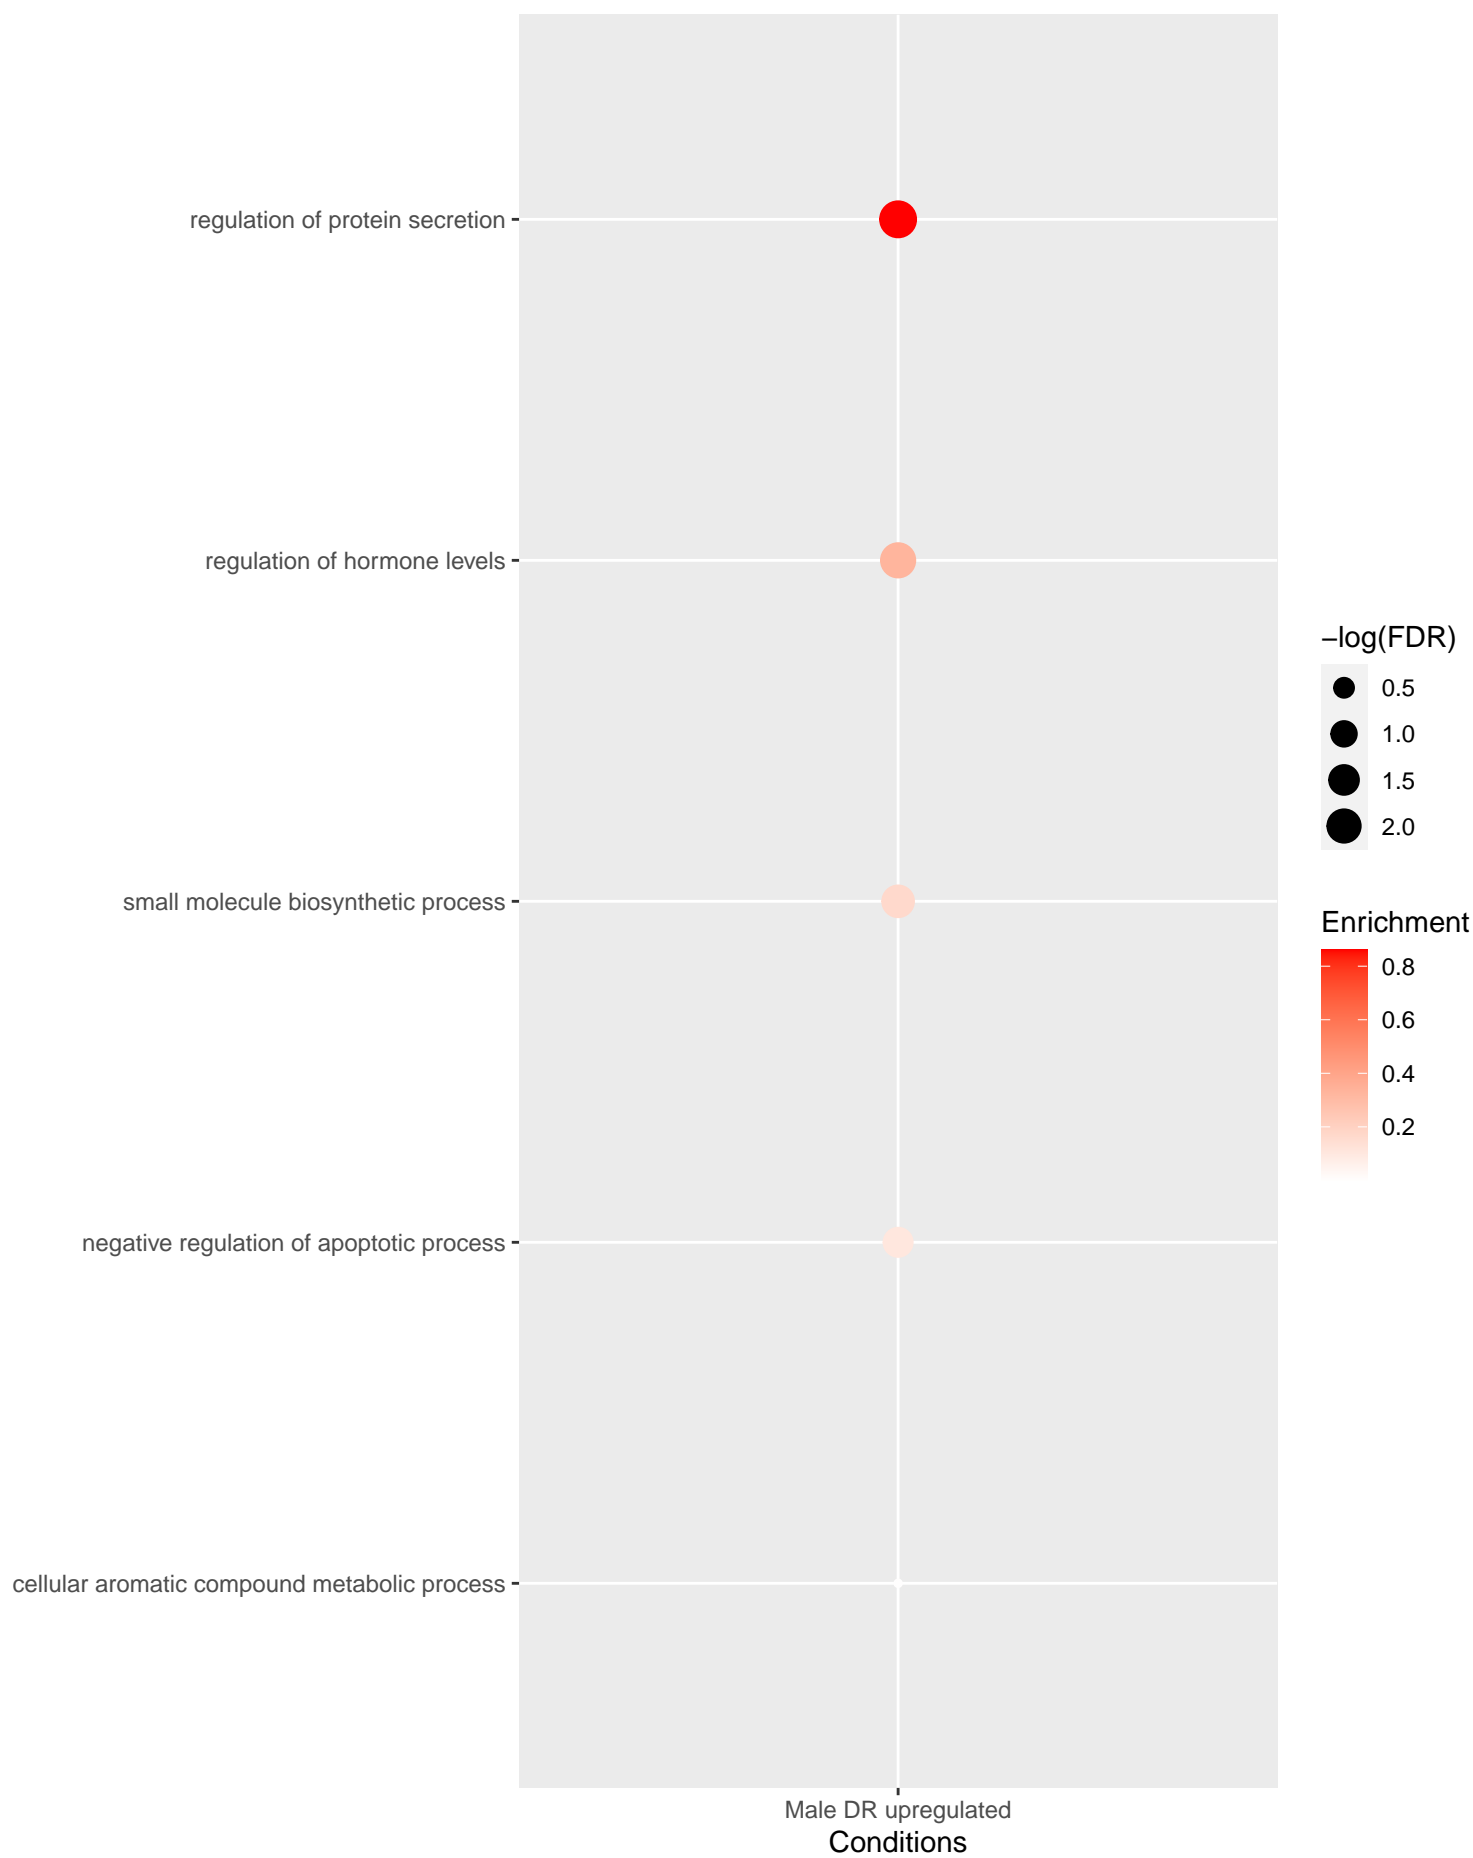 regulation of protein secretion
regulation of hormone levels
small molecule biosynthetic process
negative regulation of apoptotic process
cellular aromatic compound metabolic process
Male DR upregulated
Conditions
−log(FDR)
0.5
1.0
1.5
2.0
Enrichment
0.8
0.6
0.4
0.2